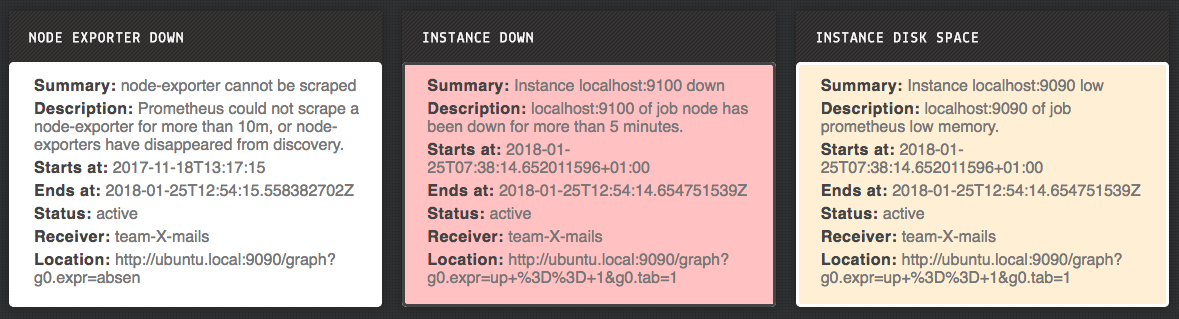 NODE EXPORTER DOWN
Summary: node-exporter cannot be scraped
Description: Prometheus could not scrape a
node-exporter for more than 10m, or node-
exporters have disappeared from discovery.
Starts at: 2017-11-18T13:17:15
Ends at: 2018-01-25T12:54:15.558382702Z
Status: active
Receiver: team-X-mails
Location: http://ubuntu.local:9090/graph?
g0.expr=absen
INSTANCE DOWN
Summary: Instance localhost:9100 down
Description: localhost:9100 of job node has
been down for more than 5 minutes.
Starts at: 2018-01-
25T07:38:14.652011596+01:00
Ends at: 2018-01-25T12:54:14.654751539Z
Status: active
Receiver: team-X-mails
Location: http://ubuntu.local:9090/graph?
g0.expr=up+%3D%3D+1&g0.tab=1
INSTANCE DISK SPACE
Summary: Instance localhost:9090 low
Description: localhost:9090 of job
prometheus low memory.
Starts at: 2018-01-
25T07:38:14.652011596+01:00
Ends at: 2018-01-25T12:54:14.654751539Z
Status: active
Receiver: team-X-mails
Location: http://ubuntu.local:9090/graph?
g0.expr=up+%3D%3D+1&g0.tab=1